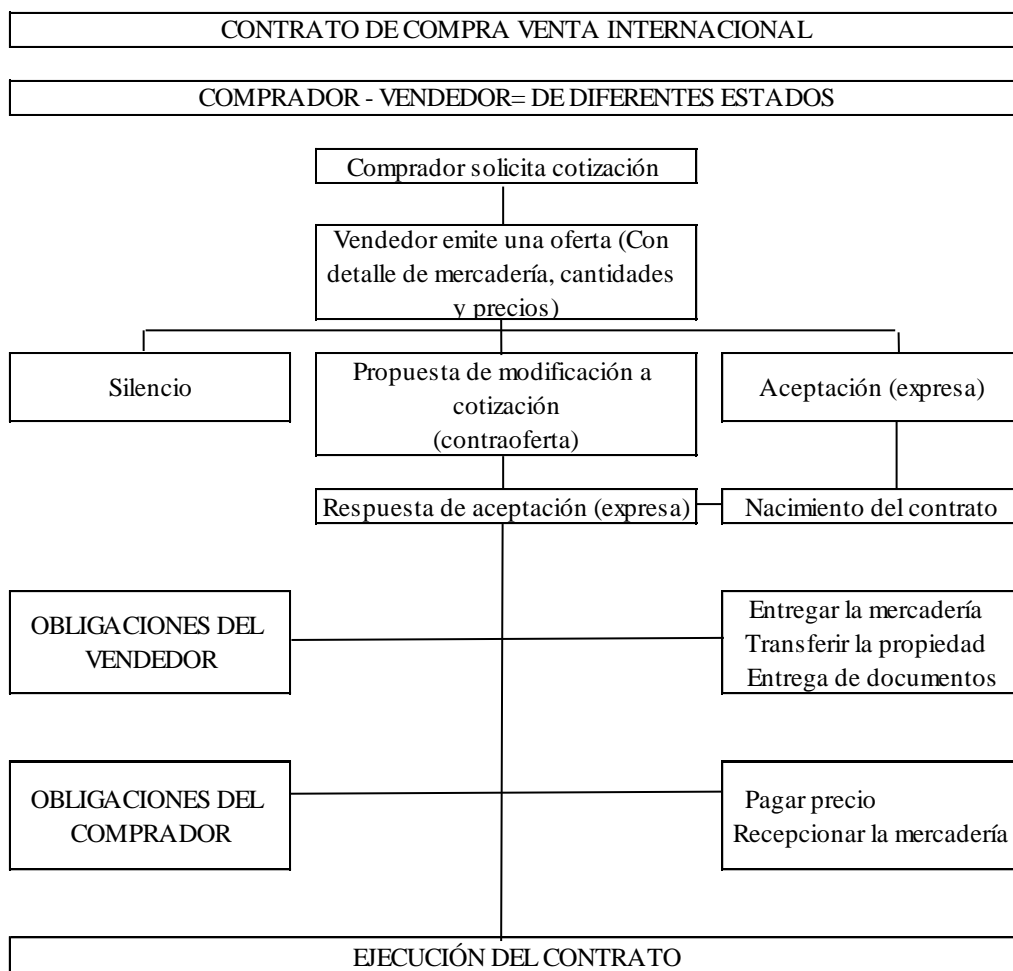 CONTRATO DE COMPRA VENTA INTERNACIONAL
COMPRADOR - VENDEDOR= DE DIFERENTES ESTADOS
Comprador solicita cotización
Vendedor emite una oferta (Con
detalle de mercadería, cantidades
y precios)
Silencio
Propuesta de modificación a
cotización
(contraoferta)
Aceptación (expresa)
Respuesta de aceptación (expresa)
Nacimiento del contrato
OBLIGACIONES DEL
VENDEDOR
Entregar la mercadería
Transferir la propiedad
Entrega de documentos
OBLIGACIONES DEL
COMPRADOR
Pagar precio
Recepcionar la mercadería
EJECUCIÓN DEL CONTRATO